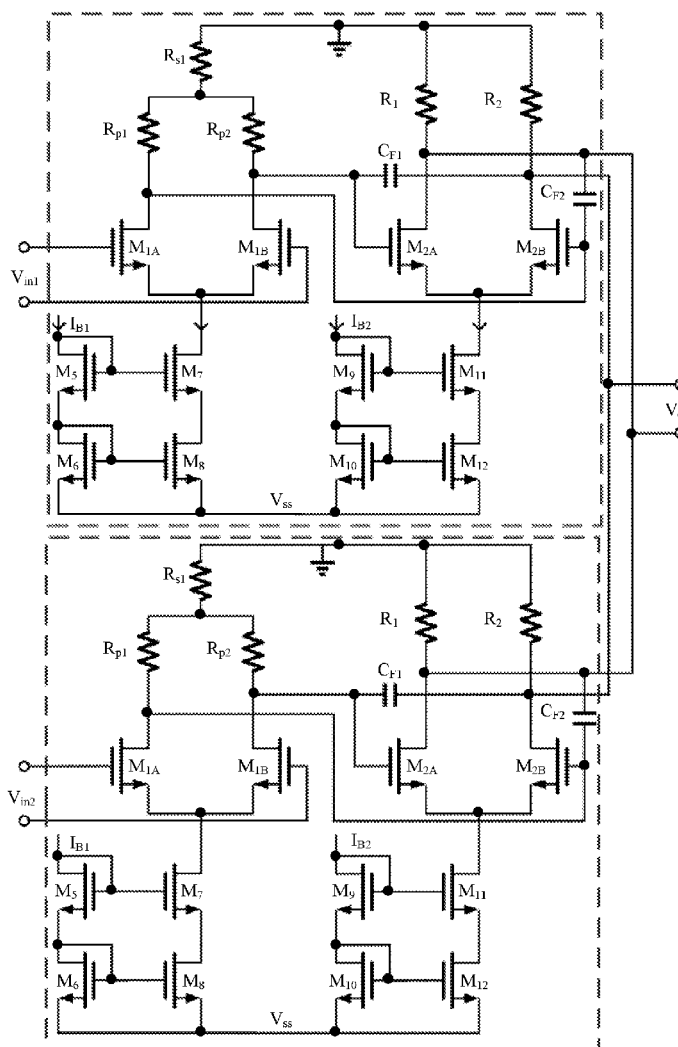 Rs1
R1
R2
Rp1
Rp2
CF1
CF2
M1A
M1B
M2A
M2B
Vin1
IB1
IB2
M5
M7
M9
M11
M6
M8
M10
M12
Vss
Rs1
R1
R2
Rp1
Rp2
CF1
CF2
M1A
M1B
M2A
M2B
Vin2
IB1
IB2
M5
M7
M9
M11
M6
M8
M10
M12
Vss